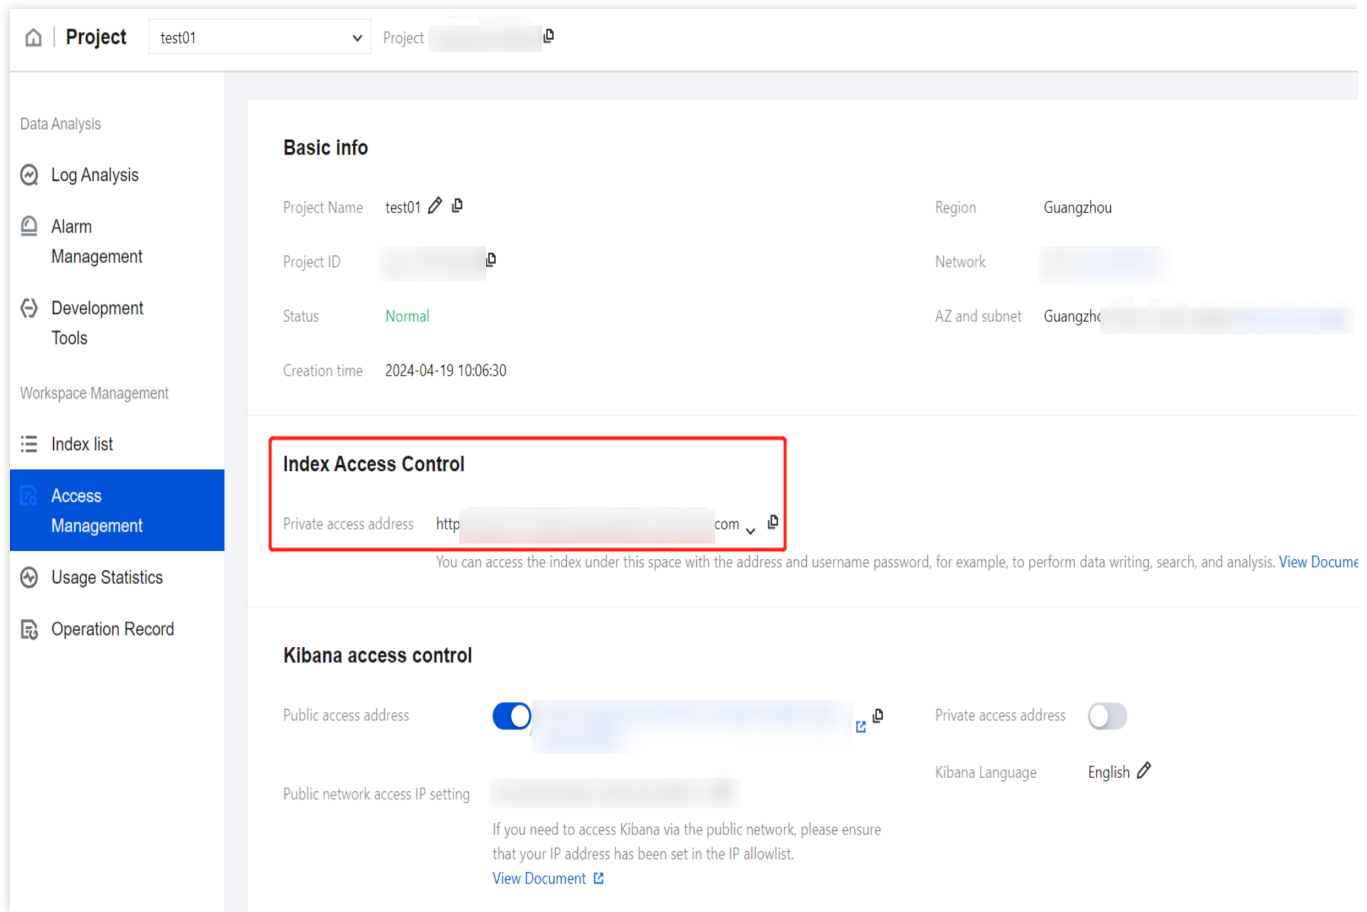 Project
test01
Project
Data Analysis
Log Analysis
Alarm
Management
Development
Tools
Workspace Management
Index list
Access
Management
Usage Statistics
Operation Record
Basic info
Project Name test01
Region Guangzhou
Project ID
Network
Status Normal
AZ and subnet
Creation time 2024-04-19 10:06:30
Index Access Control
Private access address http com
You can access the index under this space with the address and username password, for example, to perform data writing, search, and analysis. View
Kibana access control
Public access address
Private access address
Kibana Language English
Public network access IP setting
If you need to access Kibana via the public network, please ensure
that your IP address has been set in the IP allowlist.
View Document